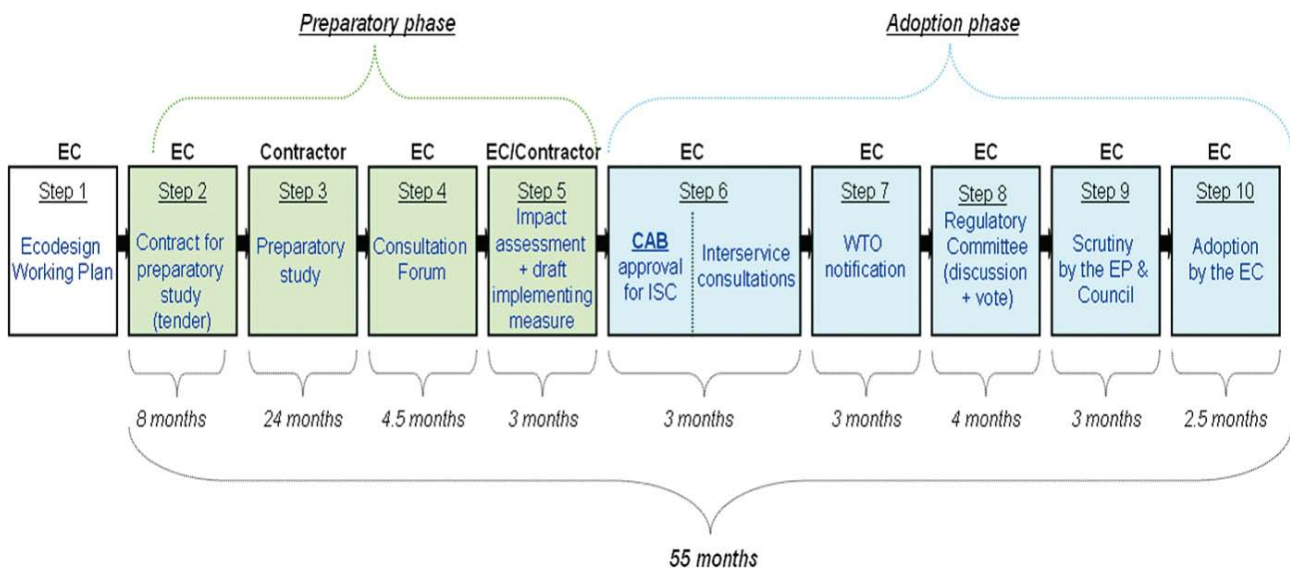 Preparatory phase
Adoption phase
EC
EC
Contractor
EC
EC/Contractor
EC
EC
EC
EC
EC
Step 1
Ecodesign
Working Plan
Step 2
Contract for
preparatory
study
(tender)
Step 3
Preparatory
study
Step 4
Consultation
Forum
Step 5
Impact
assessment
+ draft
implementing
measure
Step 6
CAB
approval
for ISC
Interservice
consultations
Step 7
WTO
notification
Step 8
Regulatory
Committee
(discussion
+ vote)
Step 9
Scrutiny
by the EP &
Council
Step 10
Adoption
by the EC
8 months
24 months
4.5 months
3 months
3 months
3 months
4 months
3 months
2.5 months
55 months